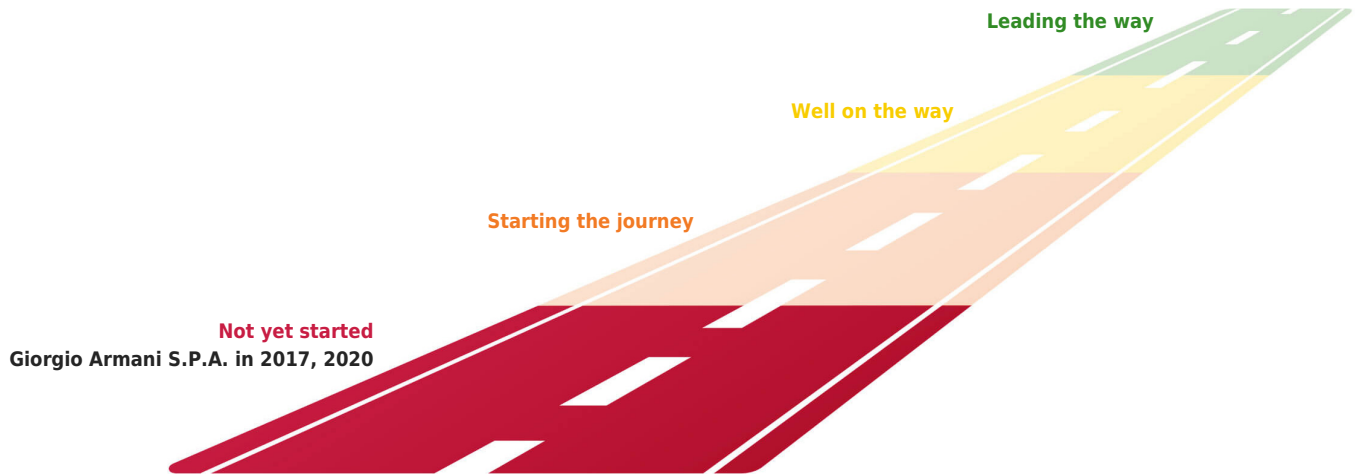 Leading the way
Well on the way
Starting the journey
Not yet started
Giorgio Armani S.P.A. in 2017, 2020